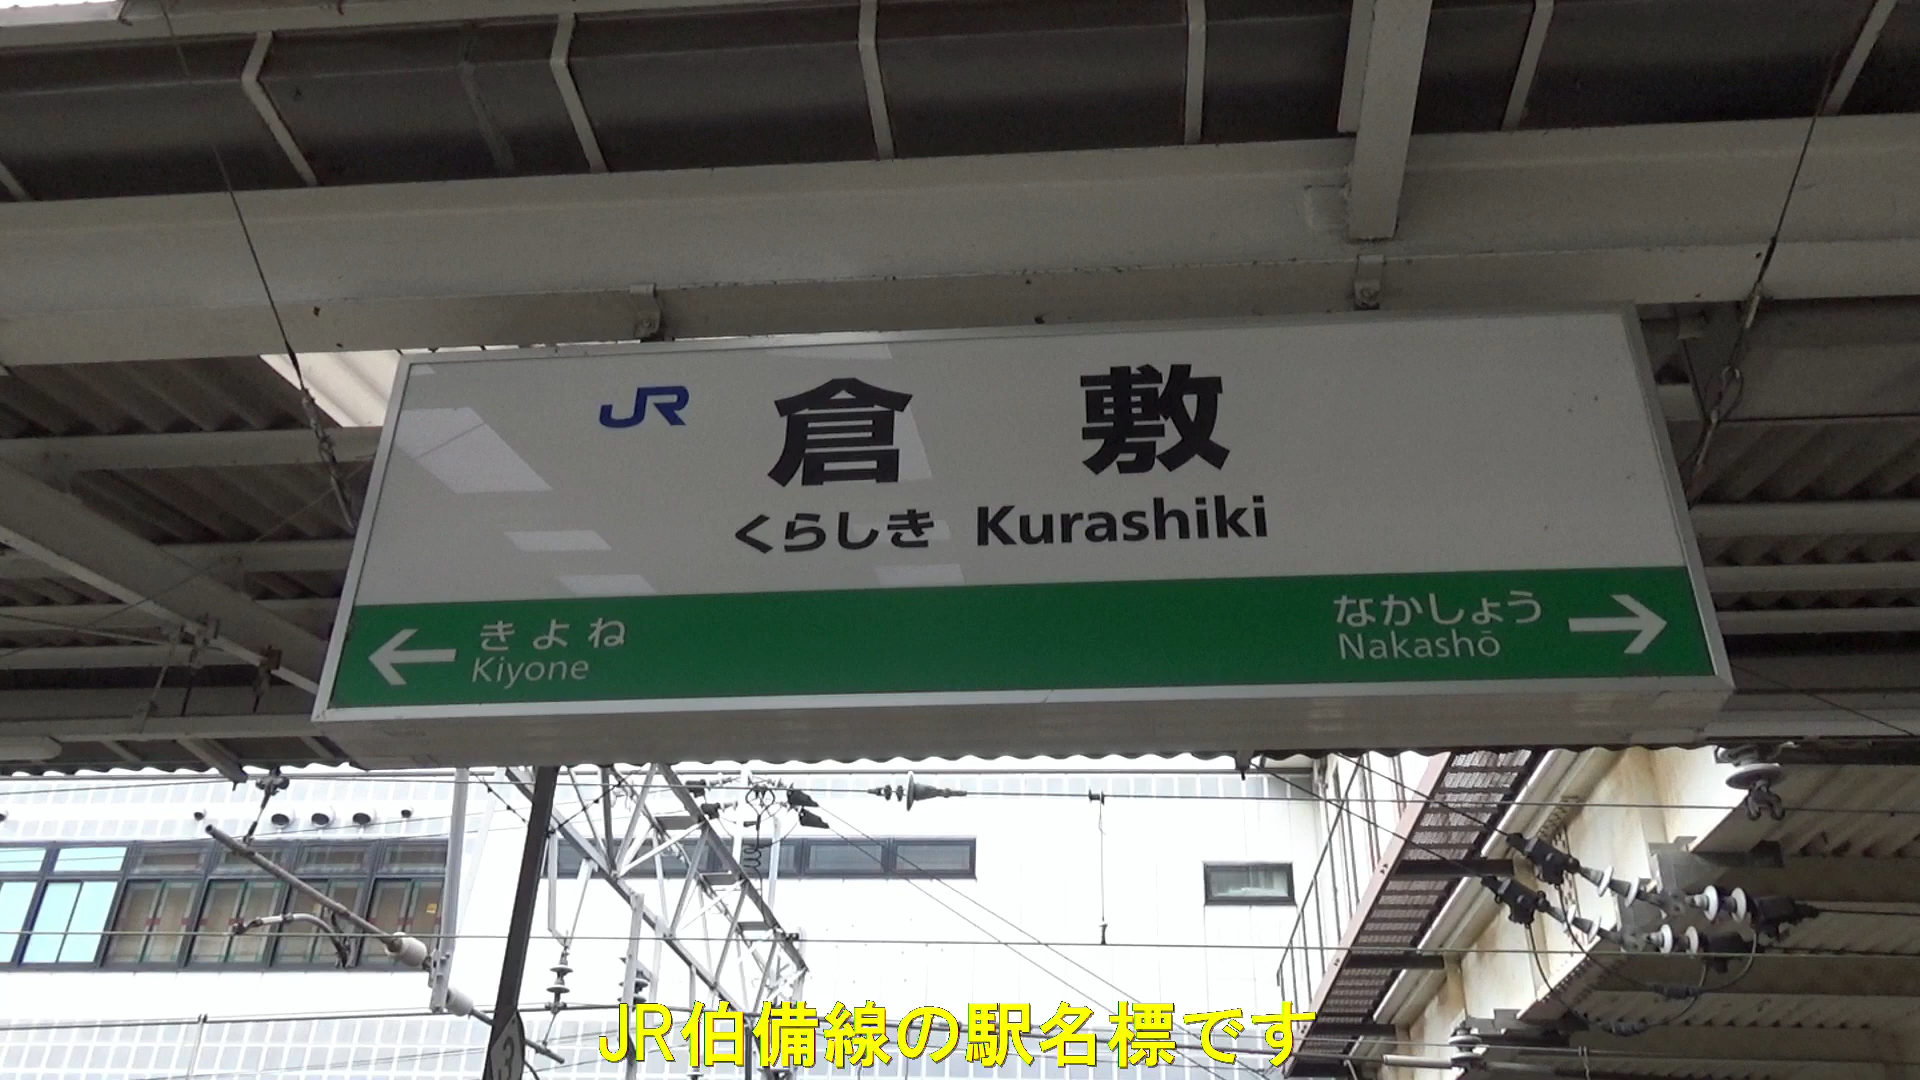 JR 倉敷
くらしき Kurashiki
← きよね
Kiyone
なかしょう →
Nakashō
JR伯備線の駅名標です